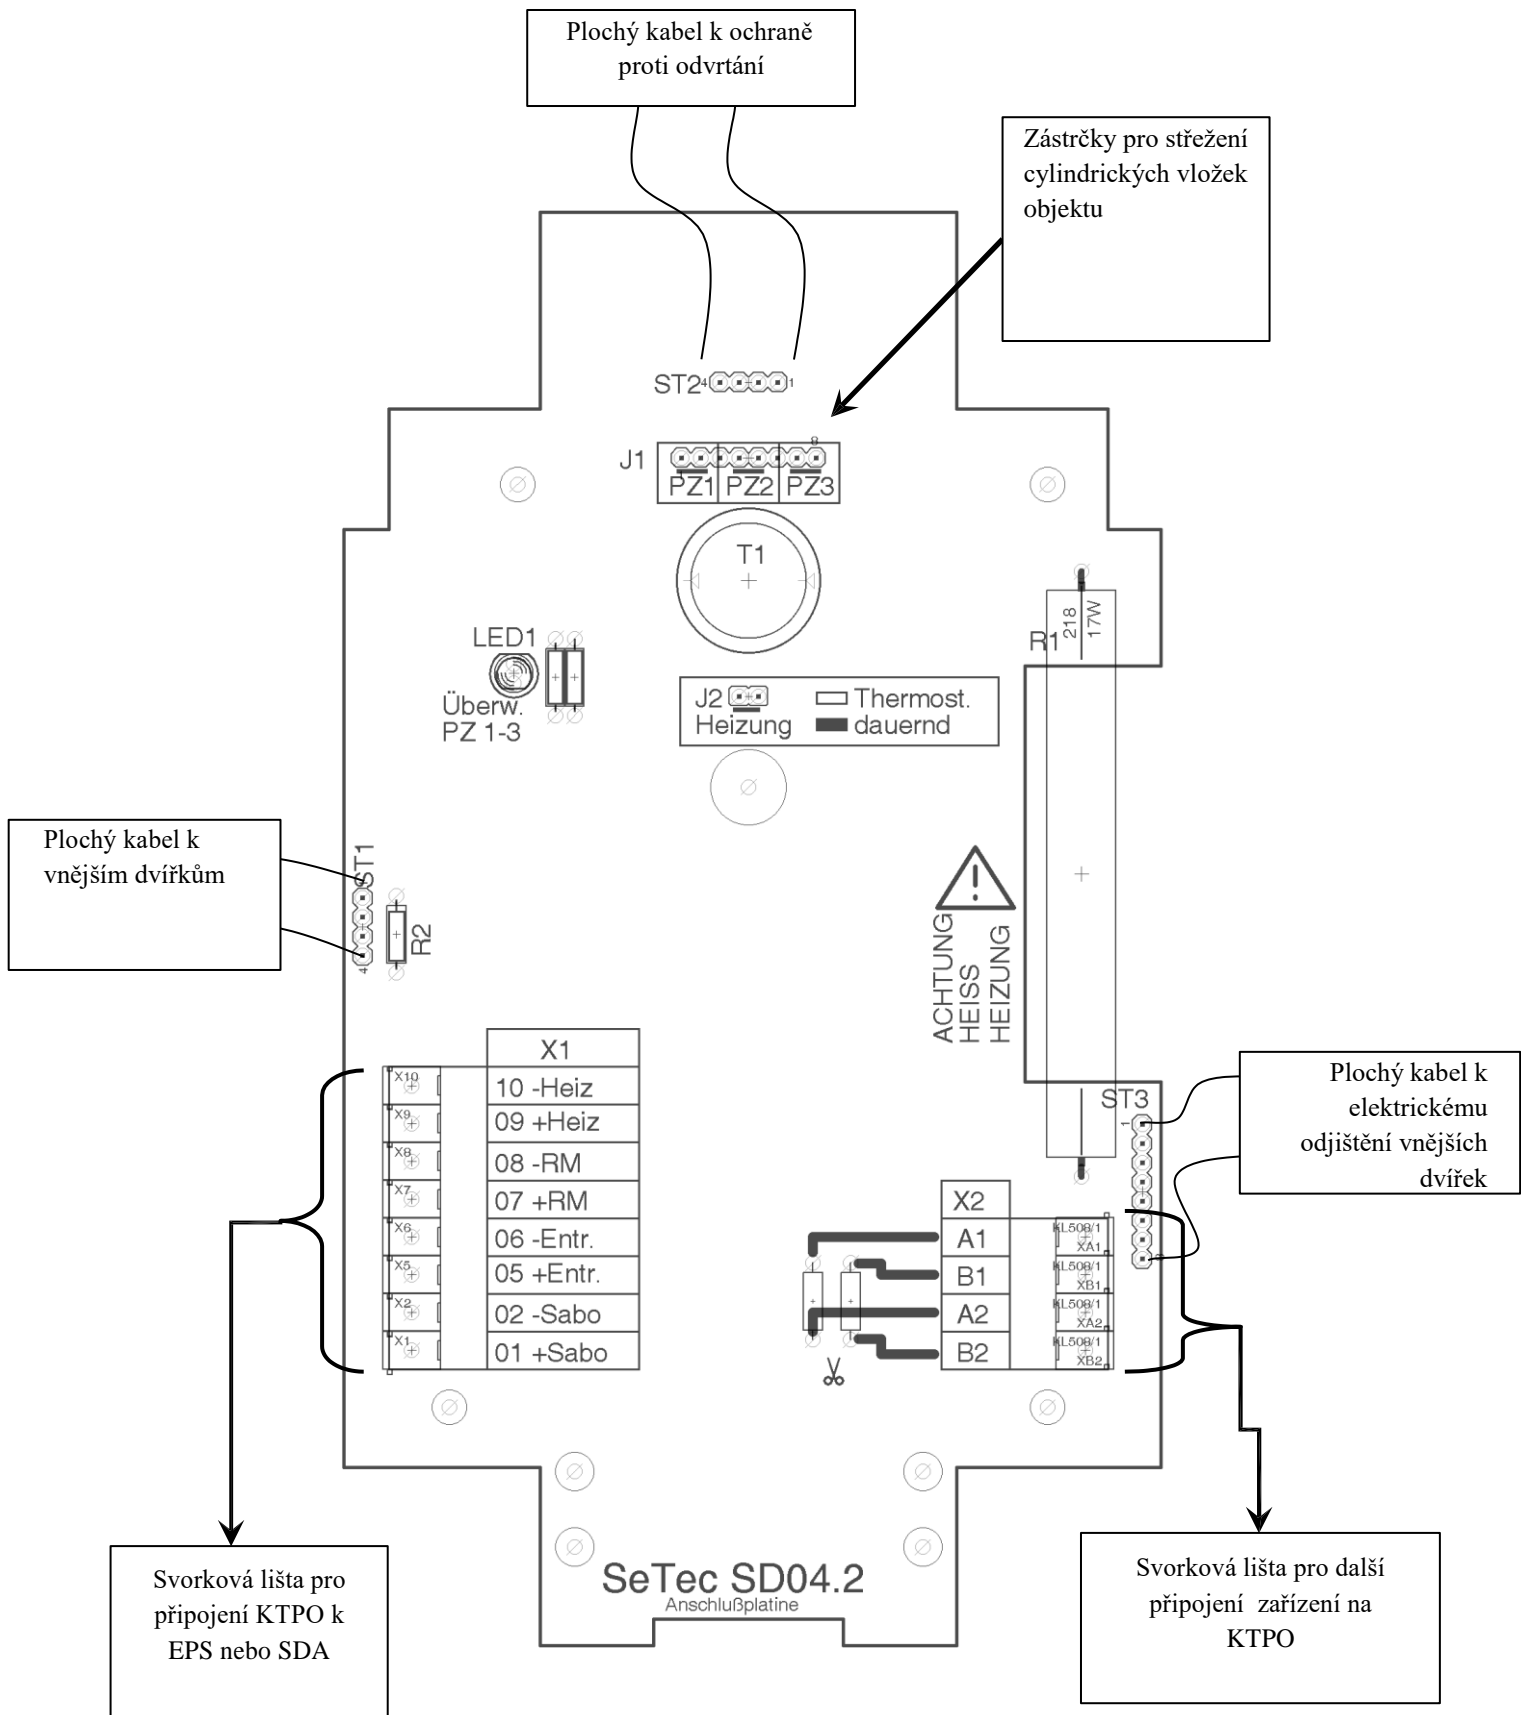 Plochý kabel k ochraně
proti odvrtání
Zástrčky pro střežení
cylindrických vložek
objektu
ST2
4
1
8
J1
1
PZ1
PZ2
PZ3
T1
LED1
Überw.
PZ 1-3
R1
218
17W
J2
Thermost.
Heizung
dauernd
Plochý kabel k
vnějším dvířkům
ST1
4
R2
ACHTUNG
HEISS
HEIZUNG
X1
X10
10 -Heiz
X9
09 +Heiz
X8
08 -RM
X7
07 +RM
X6
06 -Entr.
X5
05 +Entr.
X2
02 -Sabo
X1
01 +Sabo
ST3
1
Plochý kabel k
elektrickému
odjištění vnějších
dvířek
X2
A1
KL508/1
XA1
B1
KL508/1
XB1
A2
KL508/1
XA2
B2
KL508/1
XB2
SeTec SD04.2
Anschlußplatine
Svorková lišta pro
připojení KTPO k
EPS nebo SDA
Svorková lišta pro další
připojení zařízení na
KTPO